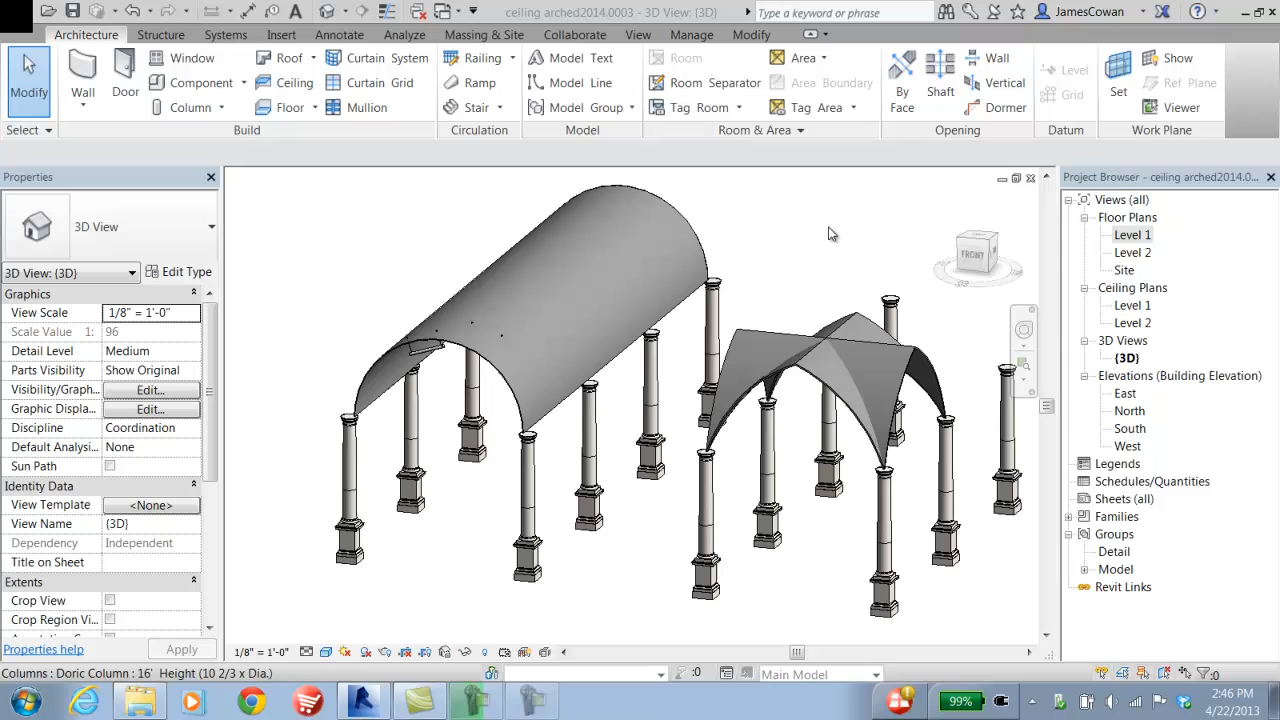 ceiling arched2014.0003 - 3D View: {3D}
Type a keyword or phrase
JamesCowan
Architecture Structure Systems Insert Annotate Analyze Massing & Site Collaborate View Manage Modify
Modify
Wall
Door
Window
Component
Column
Roof
Ceiling
Floor
Curtain System
Curtain Grid
Mullion
Railing
Ramp
Stair
Model Text
Model Line
Model Group
Room
Room Separator
Tag Room
Area
Area Boundary
Tag Area
By Face
Shaft
Wall
Vertical
Dormer
Level
Grid
Set
Show
Ref Plane
Viewer
Select Build Circulation Model Room & Area Opening Datum Work Plane
Properties
3D View
3D View: {3D} Edit Type
Graphics
View Scale 1/8" = 1'-0"
Scale Value 1: 96
Detail Level Medium
Parts Visibility Show Original
Visibility/Graph... Edit...
Graphic Displa... Edit...
Discipline Coordination
Default Analysi... None
Sun Path
Identity Data
View Template <None>
View Name {3D}
Dependency Independent
Title on Sheet
Extents
Crop View
Crop Region Vi...
Properties help Apply
FRONT
1/8" = 1'-0"
Project Browser - ceiling arched2014.0...
Views (all)
Floor Plans
Level 1
Level 2
Site
Ceiling Plans
Level 1
Level 2
3D Views
{3D}
Elevations (Building Elevation)
East
North
South
West
Legends
Schedules/Quantities
Sheets (all)
Families
Groups
Detail
Model
Revit Links
Columns : Doric Column : 16' Height (10 2/3 x Dia.)
:0
Main Model
:0
99%
2:46 PM
4/22/2013